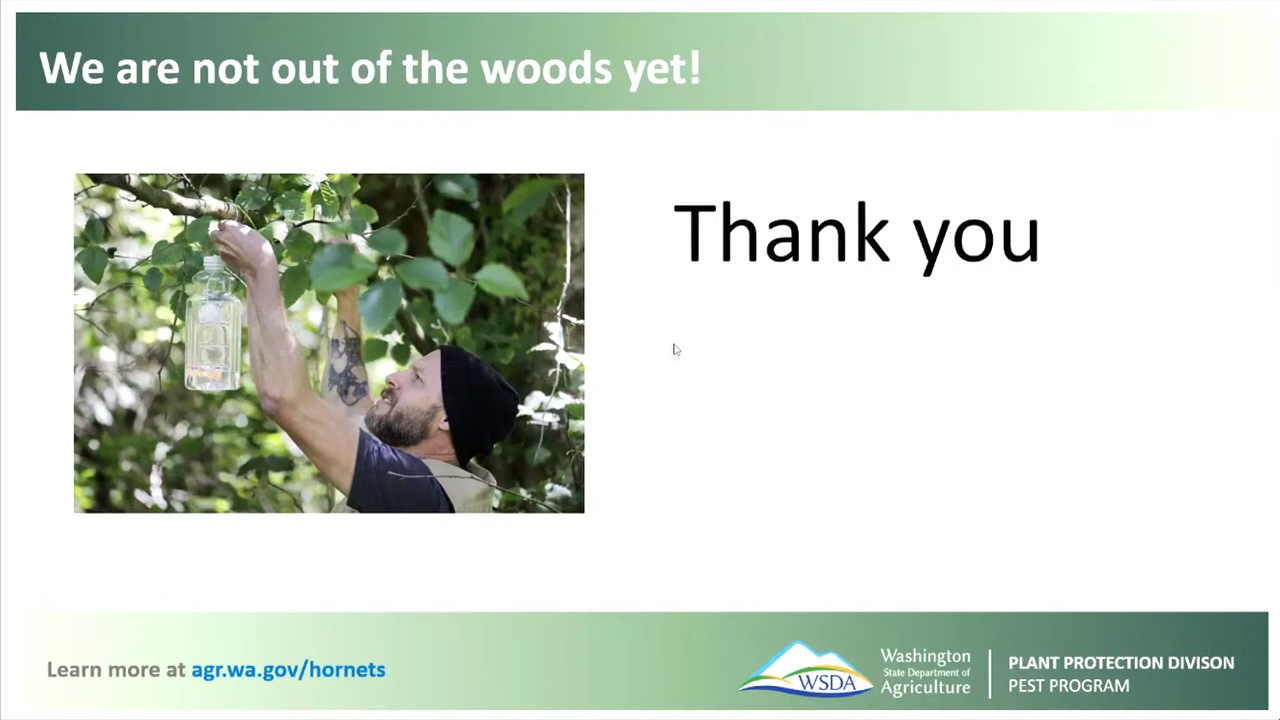 We are not out of the woods yet!
Thank you
Learn more at agr.wa.gov/hornets
WSDA
Washington
State Department of
Agriculture
PLANT PROTECTION DIVISON
PEST PROGRAM